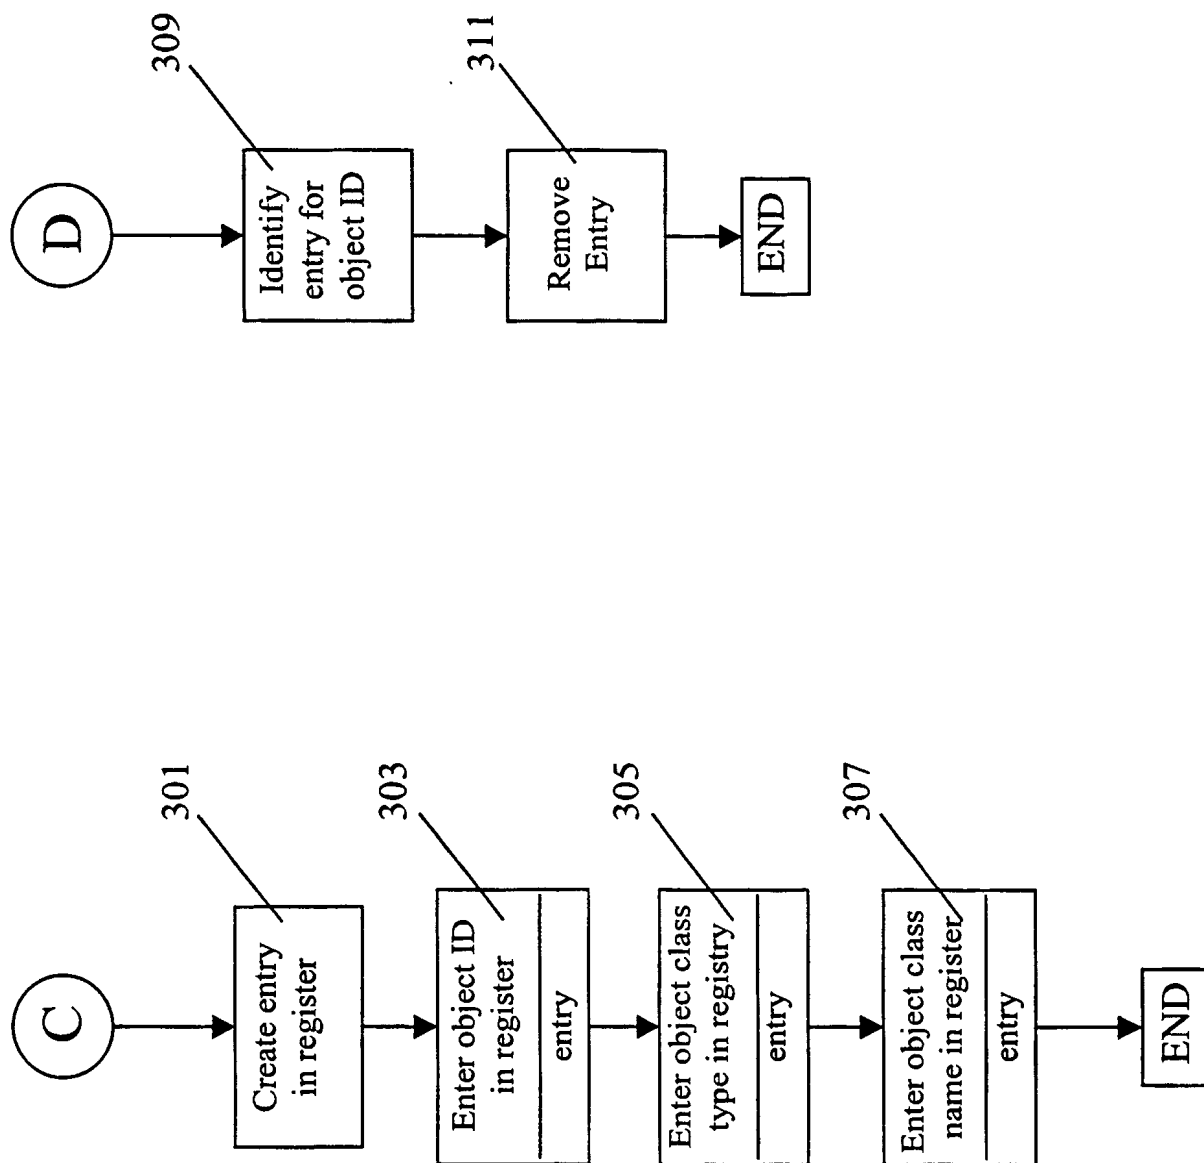 C
301
Create entry
in register
303
Enter object ID
in register
entry
305
Enter object class
type in registry
entry
307
Enter object class
name in register
entry
END
D
309
Identify
entry for
object ID
311
Remove
Entry
END